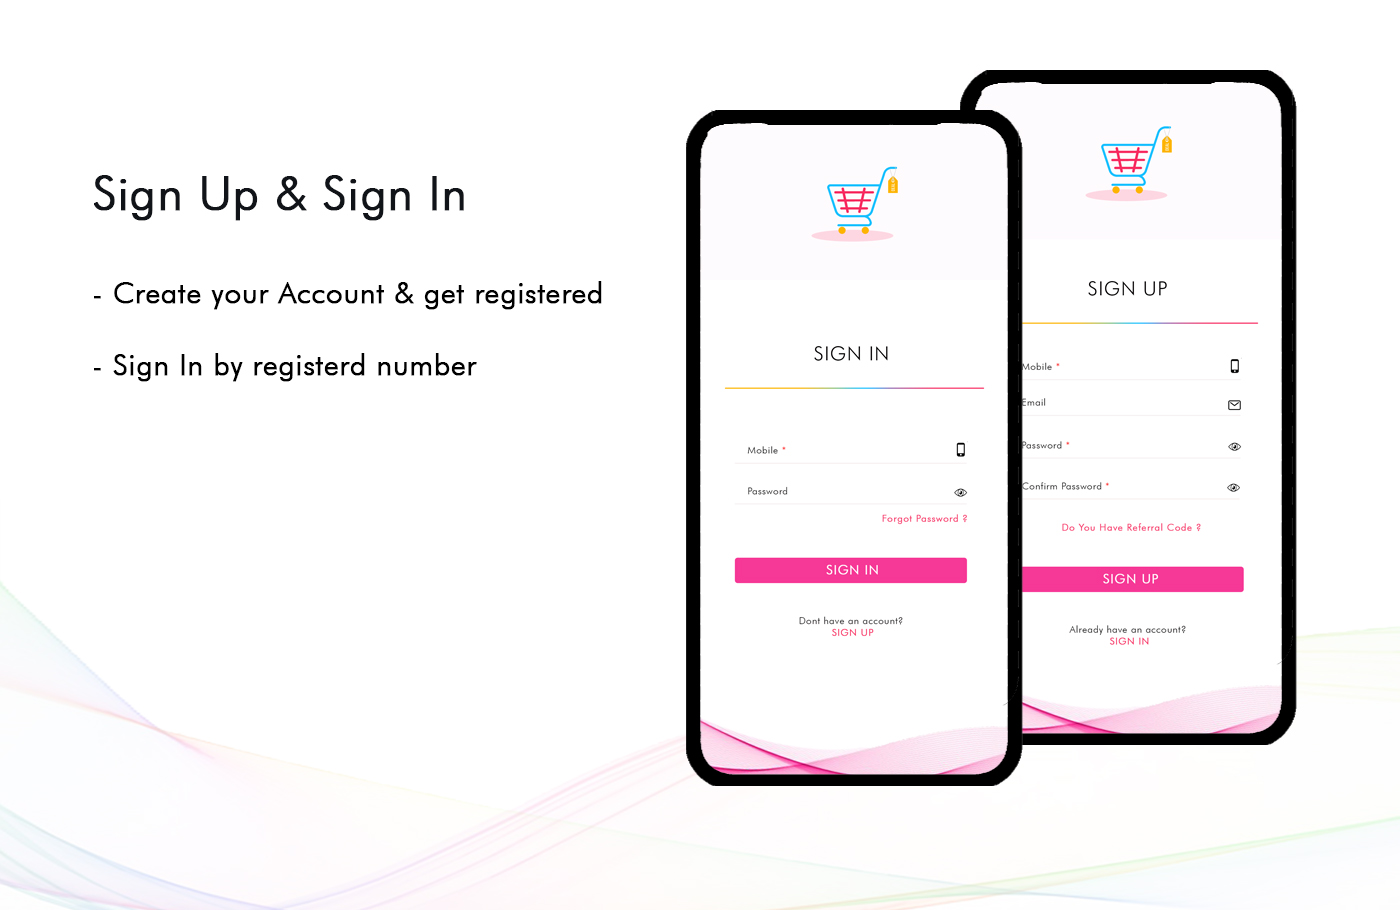 Sign Up & Sign In
- Create your Account & get registered
- Sign In by registerd number
SIGN IN
Mobile *
Password
Forgot Password ?
SIGN IN
Dont have an account?
SIGN UP
SIGN UP
Mobile *
Email
Password *
Confirm Password *
Do You Have Referral Code ?
SIGN UP
Already have an account?
SIGN IN